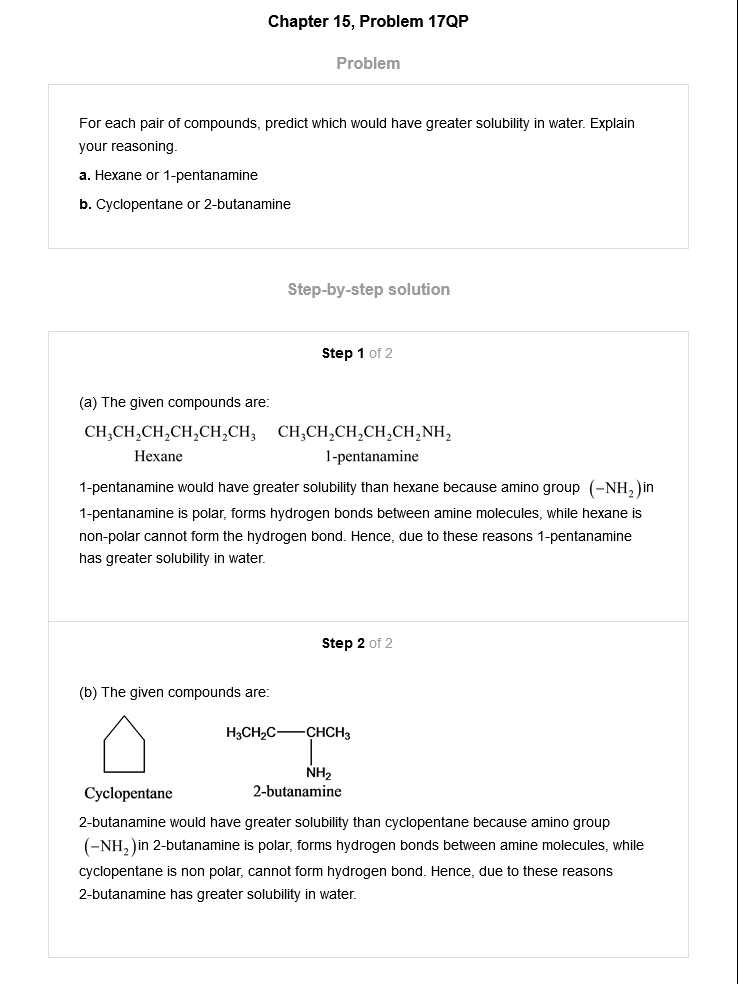 Chapter 15, Problem 17QP
Problem
For each pair of compounds, predict which would have greater solubility in water. Explain
your reasoning.
a. Hexane or 1-pentanamine
b. Cyclopentane or 2-butanamine
Step-by-step solution
Step 1 of 2
(a) The given compounds are:
CH₃CH₂CH₂CH₂CH₂CH₃ CH₃CH₂CH₂CH₂CH₂NH₂
Hexane 1-pentanamine
1-pentanamine would have greater solubility than hexane because amino group (−NH₂)in
1-pentanamine is polar, forms hydrogen bonds between amine molecules, while hexane is
non-polar cannot form the hydrogen bond. Hence, due to these reasons 1-pentanamine
has greater solubility in water.
Step 2 of 2
(b) The given compounds are:
H₃CH₂C—CHCH₃
NH₂
Cyclopentane 2-butanamine
2-butanamine would have greater solubility than cyclopentane because amino group
(−NH₂)in 2-butanamine is polar, forms hydrogen bonds between amine molecules, while
cyclopentane is non polar, cannot form hydrogen bond. Hence, due to these reasons
2-butanamine has greater solubility in water.